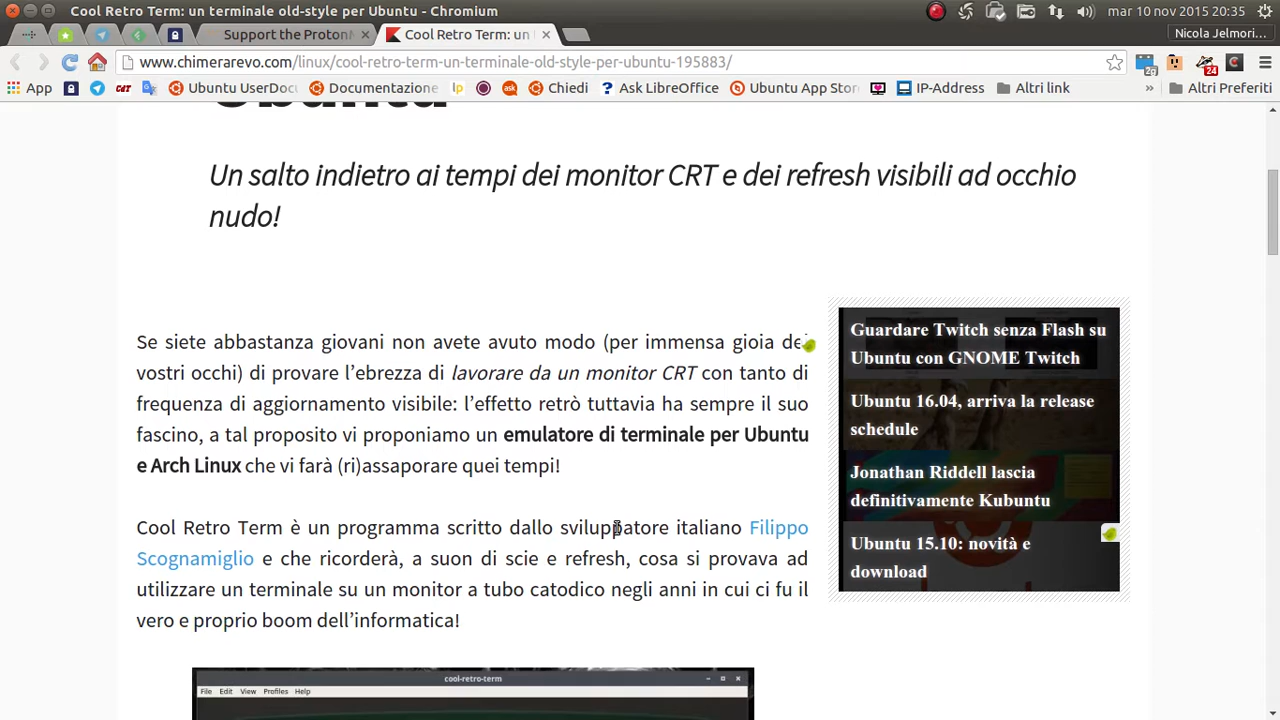 Cool Retro Term: un terminale old-style per Ubuntu - Chromium
mar 10 nov 2015 20:35
Support the Proton
Cool Retro Term: un
Nicola Jelmori...
www.chimerarevo.com/linux/cool-retro-term-un-terminale-old-style-per-ubuntu-195883/
26
24
App
Ubuntu UserDocu
Documentazione
lp
ask
Chiedi
? Ask LibreOffice
Ubuntu App Stor
IP-Address
Altri link
»
Altri Preferiti
Ubuntu
Un salto indietro ai tempi dei monitor CRT e dei refresh visibili ad occhio
nudo!
Se siete abbastanza giovani non avete avuto modo (per immensa gioia dei
vostri occhi) di provare l’ebrezza di lavorare da un monitor CRT con tanto di
frequenza di aggiornamento visibile: l’effetto retrò tuttavia ha sempre il suo
fascino, a tal proposito vi proponiamo un emulatore di terminale per Ubuntu
e Arch Linux che vi farà (ri)assaporare quei tempi!
Cool Retro Term è un programma scritto dallo sviluppatore italiano Filippo
Scognamiglio e che ricorderà, a suon di scie e refresh, cosa si provava ad
utilizzare un terminale su un monitor a tubo catodico negli anni in cui ci fu il
vero e proprio boom dell’informatica!
Guardare Twitch senza Flash su
Ubuntu con GNOME Twitch
Ubuntu 16.04, arriva la release
schedule
Jonathan Riddell lascia
definitivamente Kubuntu
Ubuntu 15.10: novità e
download
cool-retro-term
File Edit View Profiles Help